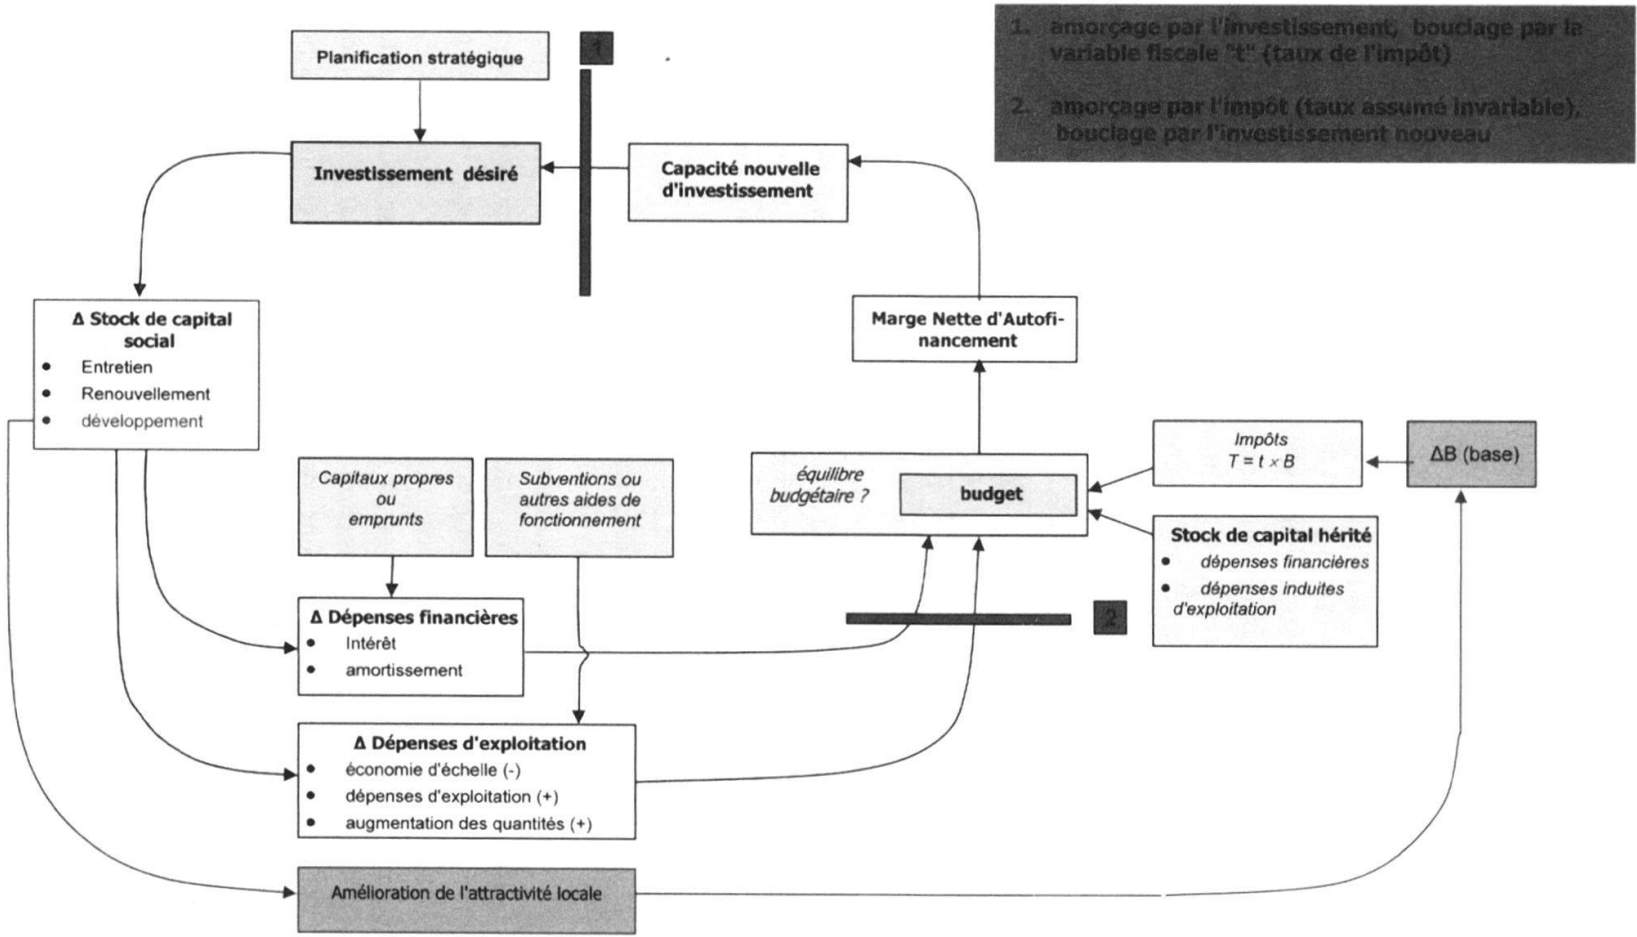 Planification stratégique
1
1. amorçage par l'investissement, bouclage par la
variable fiscale "t" (taux de l'impôt)
2. amorçage par l'impôt (taux assumé invariable),
bouclage par l'investissement nouveau
Investissement désiré
Capacité nouvelle
d'investissement
Δ Stock de capital
social
• Entretien
• Renouvellement
• développement
Marge Nette d'Autofi-
nancement
Capitaux propres
ou
emprunts
Subventions ou
autres aides de
fonctionnement
équilibre
budgétaire ?
budget
Impôts
T = t × B
ΔB (base)
Stock de capital hérité
• dépenses financières
• dépenses induites
d'exploitation
2
Δ Dépenses financières
• Intérêt
• amortissement
Δ Dépenses d'exploitation
• économie d'échelle (-)
• dépenses d'exploitation (+)
• augmentation des quantités (+)
Amélioration de l'attractivité locale